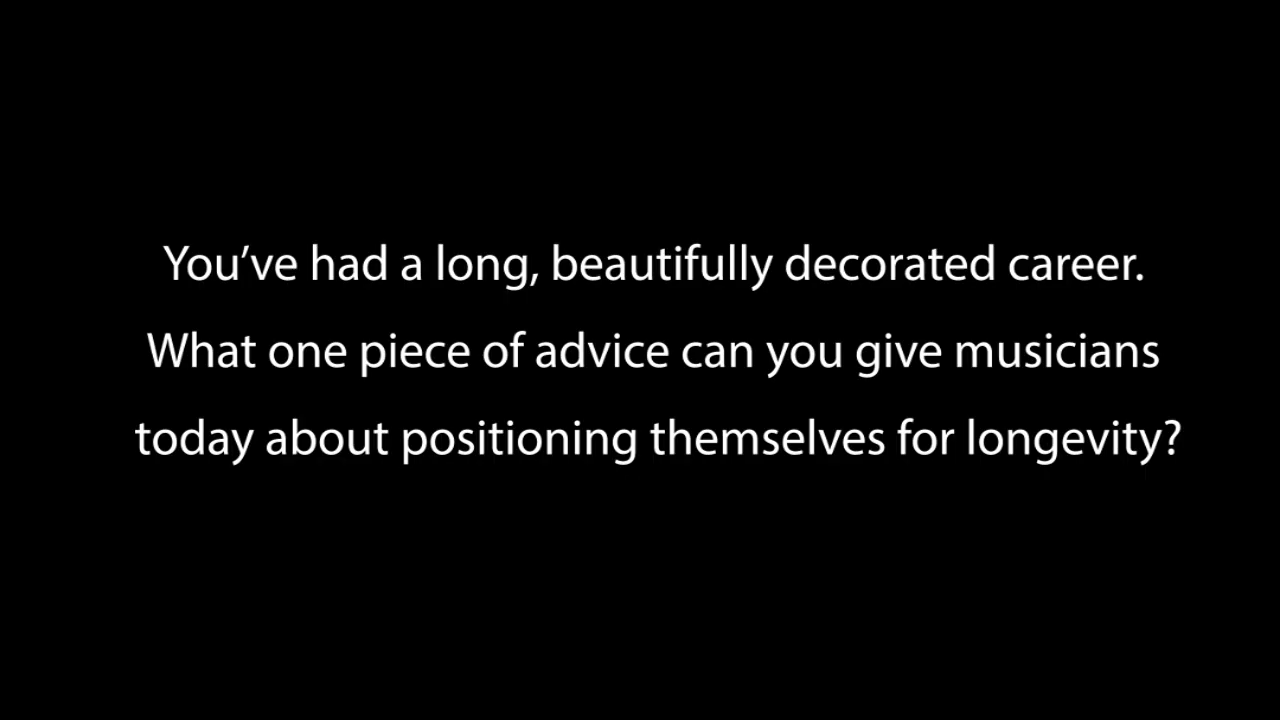 You’ve had a long, beautifully decorated career.
What one piece of advice can you give musicians
today about positioning themselves for longevity?